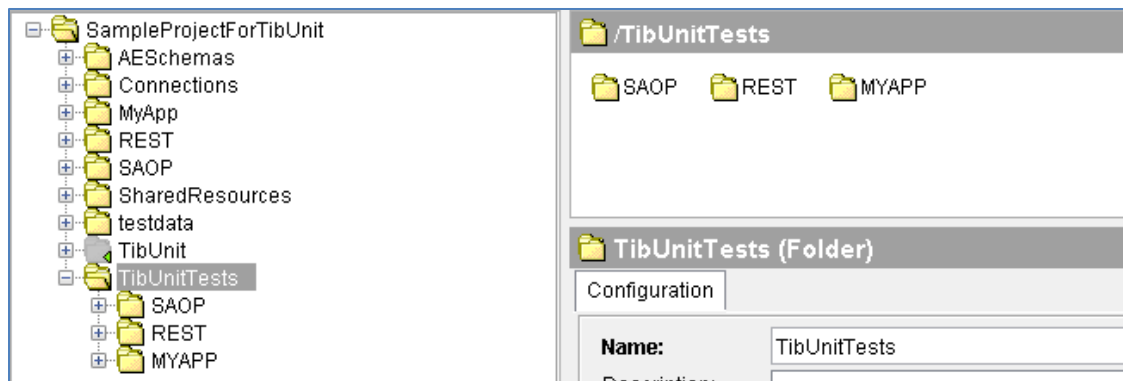 SampleProjectForTibUnit
AESchemas
Connections
MyApp
REST
SAOP
SharedResources
testdata
TibUnit
TibUnitTests
SAOP
REST
MYAPP
/TibUnitTests
SAOP REST MYAPP
TibUnitTests (Folder)
Configuration
Name: TibUnitTests